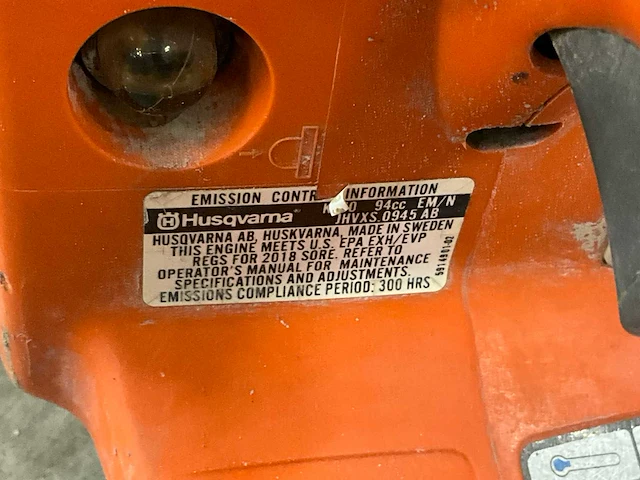 EMISSION CONTR INFORMATION
Husqvarna K 0 94cc EM/N
JHVXS.0945 AB
HUSQVARNA AB, HUSKVARNA, MADE IN SWEDEN
THIS ENGINE MEETS U.S. EPA EXH/EVP
REGS FOR 2018 SORE. REFER TO
OPERATOR'S MANUAL FOR MAINTENANCE
SPECIFICATIONS AND ADJUSTMENTS.
EMISSIONS COMPLIANCE PERIOD: 300 HRS